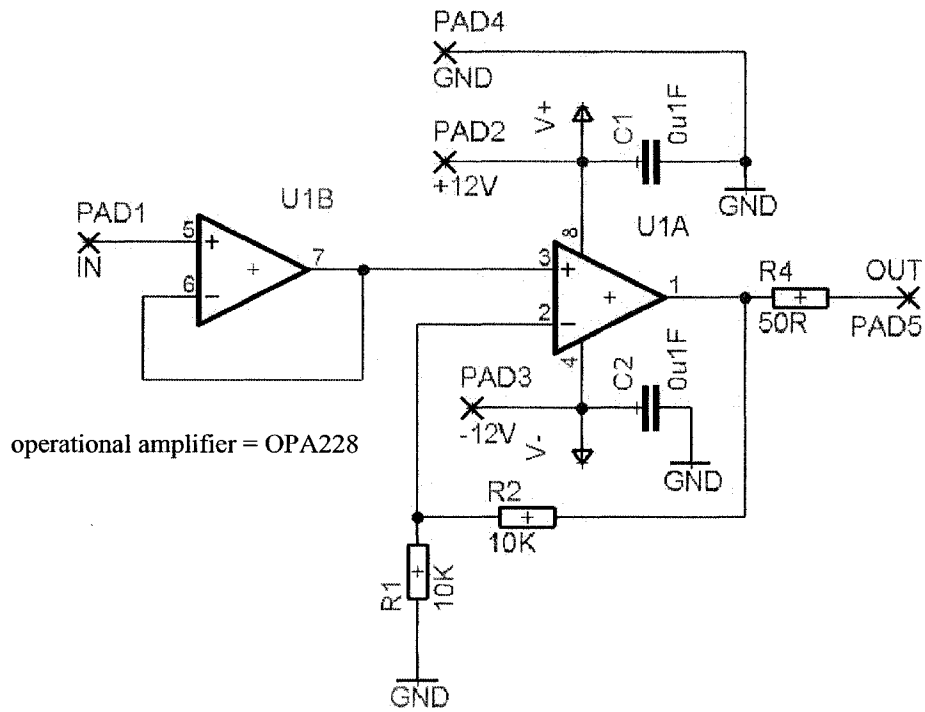 PAD4
GND
V+
C1
0u1F
PAD2
+12V
GND
U1B
U1A
PAD1
IN
5
6
7
8
3
2
1
4
R4
50R
OUT
PAD5
PAD3
-12V
V-
C2
0u1F
GND
operational amplifier = OPA228
R2
10K
R1
10K
GND